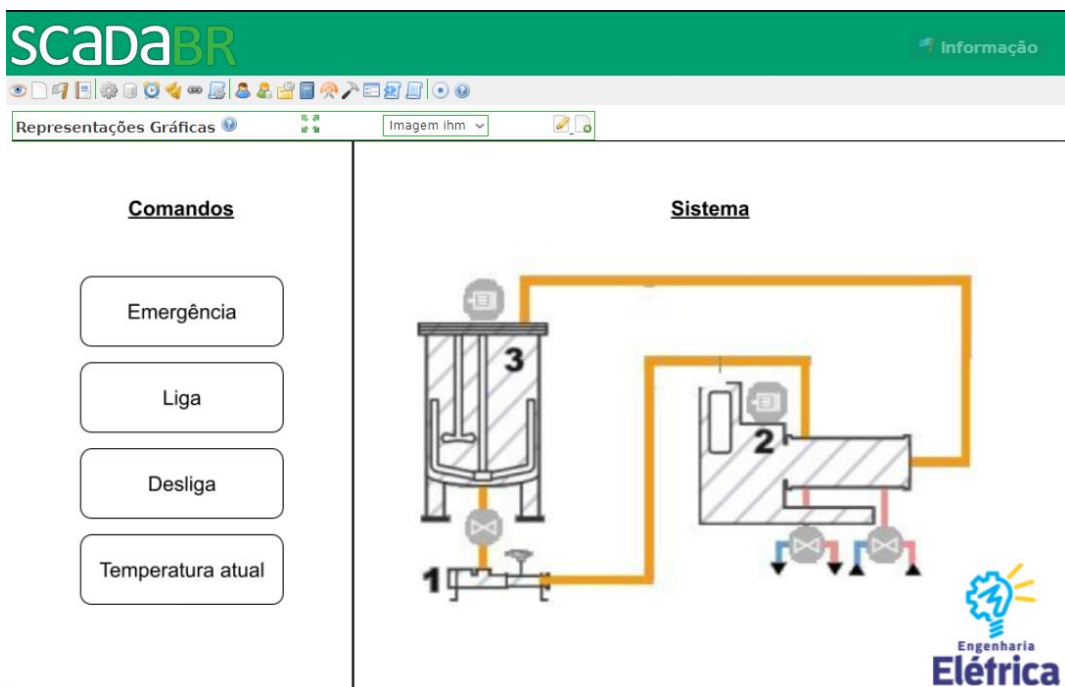 scadaBR
Informação
Representações Gráficas
Imagem ihm
Comandos
Sistema
Emergência
Liga
Desliga
Temperatura atual
3
2
1
Engenharia
Elétrica